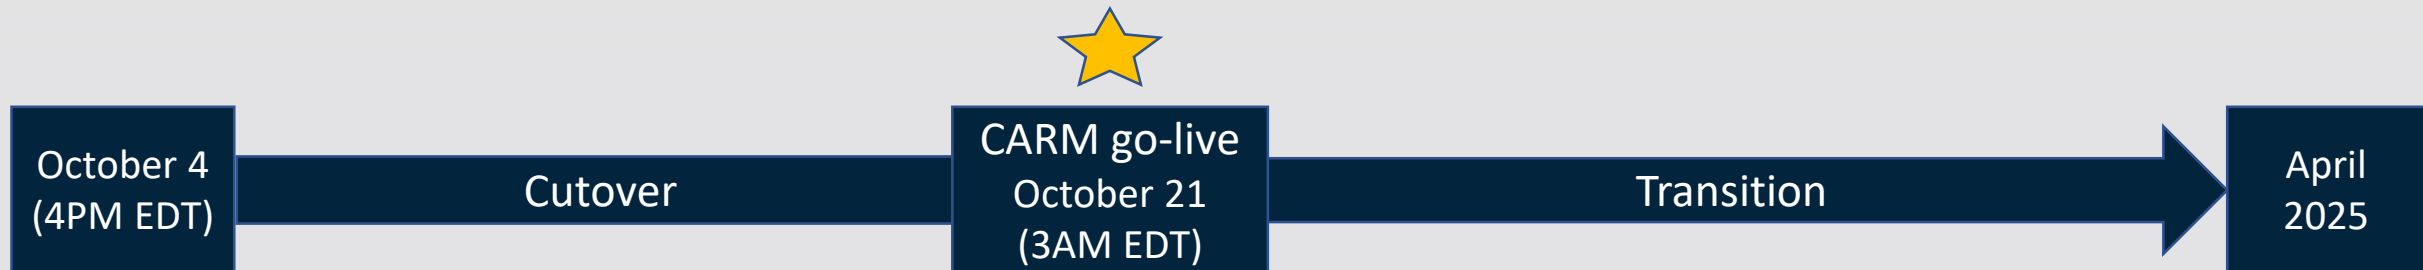 October 4
(4PM EDT)
Cutover
CARM go-live
October 21
(3AM EDT)
Transition
April
2025